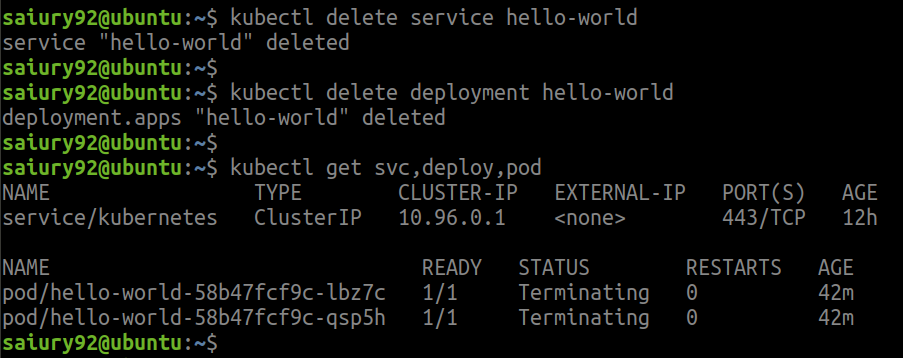 saiury92@ubuntu:~$ kubectl delete service hello-world
service "hello-world" deleted
saiury92@ubuntu:~$
saiury92@ubuntu:~$ kubectl delete deployment hello-world
deployment.apps "hello-world" deleted
saiury92@ubuntu:~$
saiury92@ubuntu:~$ kubectl get svc,deploy,pod
NAME TYPE CLUSTER-IP EXTERNAL-IP PORT(S) AGE
service/kubernetes ClusterIP 10.96.0.1 <none> 443/TCP 12h
NAME READY STATUS RESTARTS AGE
pod/hello-world-58b47fcf9c-lbz7c 1/1 Terminating 0 42m
pod/hello-world-58b47fcf9c-qsp5h 1/1 Terminating 0 42m
saiury92@ubuntu:~$